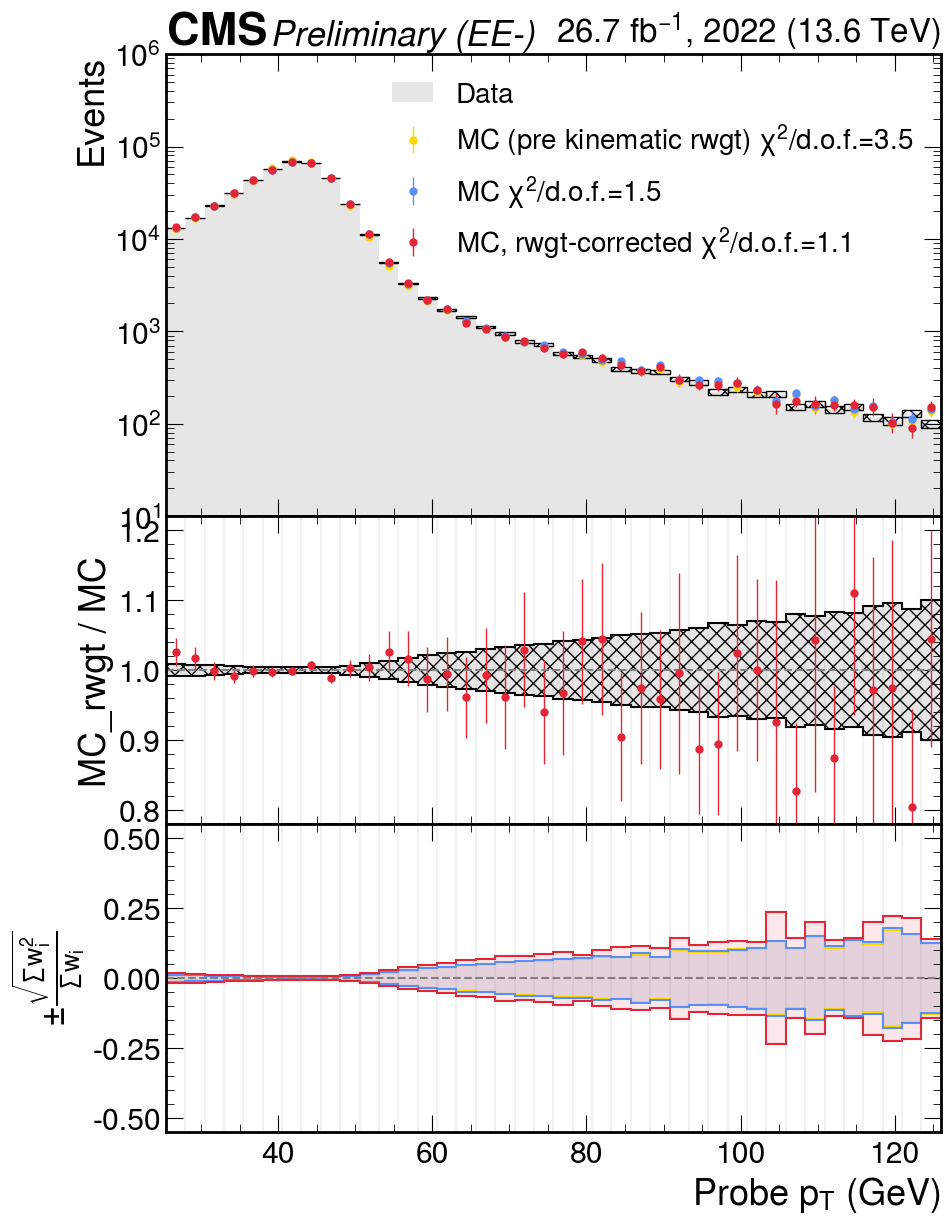 CMS Preliminary (EE-) 26.7 fb⁻¹, 2022 (13.6 TeV)
Events
10⁶
10⁵
10⁴
10³
10²
10¹
Data
MC (pre kinematic rwgt) χ²/d.o.f.=3.5
MC χ²/d.o.f.=1.5
MC, rwgt-corrected χ²/d.o.f.=1.1
MC_rwgt / MC
1.2
1.1
1.0
0.9
0.8
± √Σwᵢ² / Σwᵢ
0.50
0.25
0.00
-0.25
-0.50
40 60 80 100 120
Probe p_T (GeV)